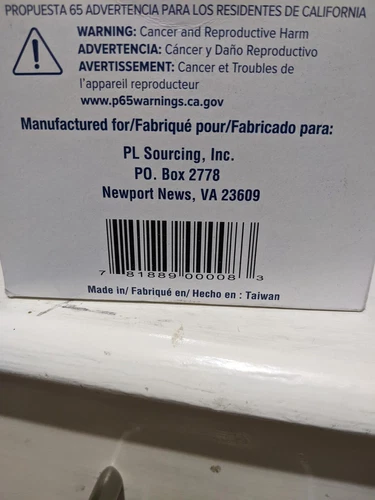 PROPUESTA 65 ADVERTENCIA PARA LOS RESIDENTES DE CALIFORNIA
WARNING: Cancer and Reproductive Harm
ADVERTENCIA: Cáncer y Daño Reproductivo
AVERTISSEMENT: Cancer et Troubles de
l'appareil reproducteur
www.p65warnings.ca.gov
Manufactured for/Fabriqué pour/Fabricado para:
PL Sourcing, Inc.
PO. Box 2778
Newport News, VA 23609
7 81889 00008 3
Made in/ Fabriqué en/ Hecho en : Taiwan